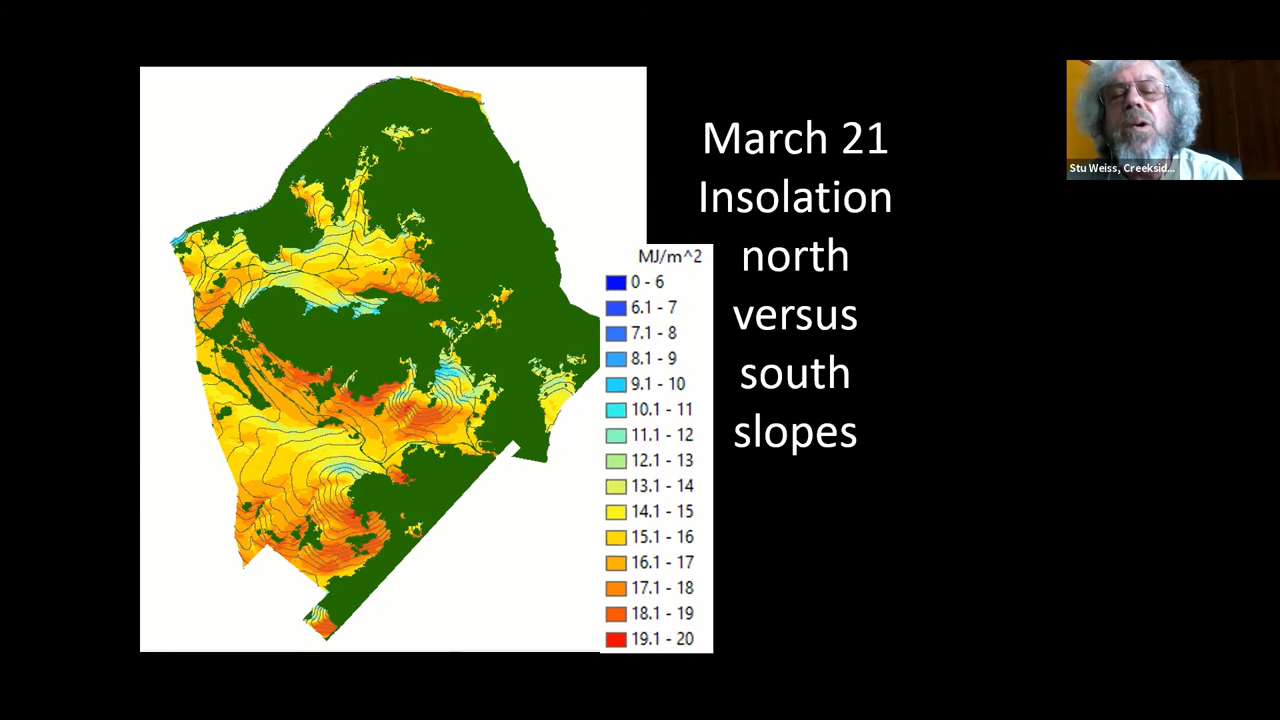 March 21
Insolation
north
versus
south
slopes
MJ/m^2
0 - 6
6.1 - 7
7.1 - 8
8.1 - 9
9.1 - 10
10.1 - 11
11.1 - 12
12.1 - 13
13.1 - 14
14.1 - 15
15.1 - 16
16.1 - 17
17.1 - 18
18.1 - 19
19.1 - 20
Stu Weiss, Creeksid...